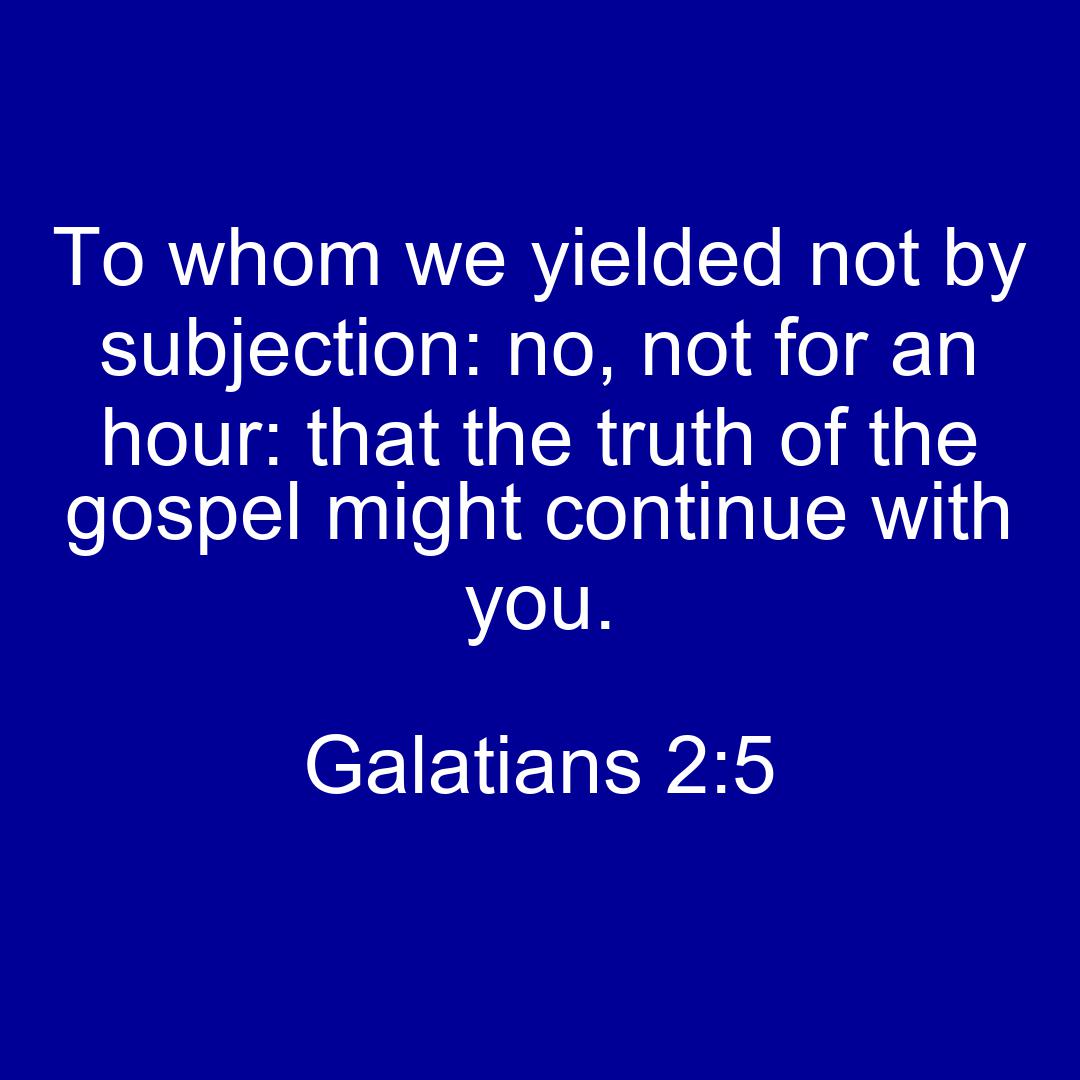 To whom we yielded not by
subjection: no, not for an
hour: that the truth of the
gospel might continue with
you.
Galatians 2:5